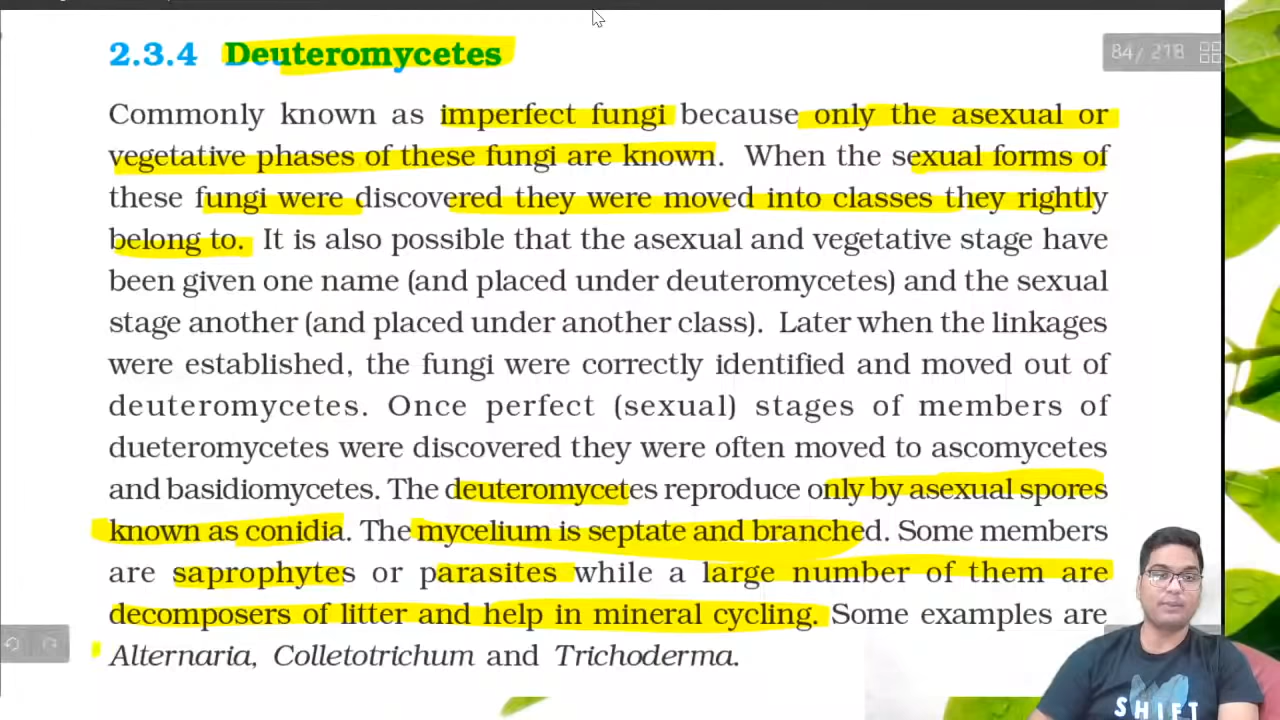 2.3.4 Deuteromycetes
84 / 218
Commonly known as imperfect fungi because only the asexual or
vegetative phases of these fungi are known. When the sexual forms of
these fungi were discovered they were moved into classes they rightly
belong to. It is also possible that the asexual and vegetative stage have
been given one name (and placed under deuteromycetes) and the sexual
stage another (and placed under another class). Later when the linkages
were established, the fungi were correctly identified and moved out of
deuteromycetes. Once perfect (sexual) stages of members of
dueteromycetes were discovered they were often moved to ascomycetes
and basidiomycetes. The deuteromycetes reproduce only by asexual spores
known as conidia. The mycelium is septate and branched. Some members
are saprophytes or parasites while a large number of them are
decomposers of litter and help in mineral cycling. Some examples are
Alternaria, Colletotrichum and Trichoderma.
SHIFT